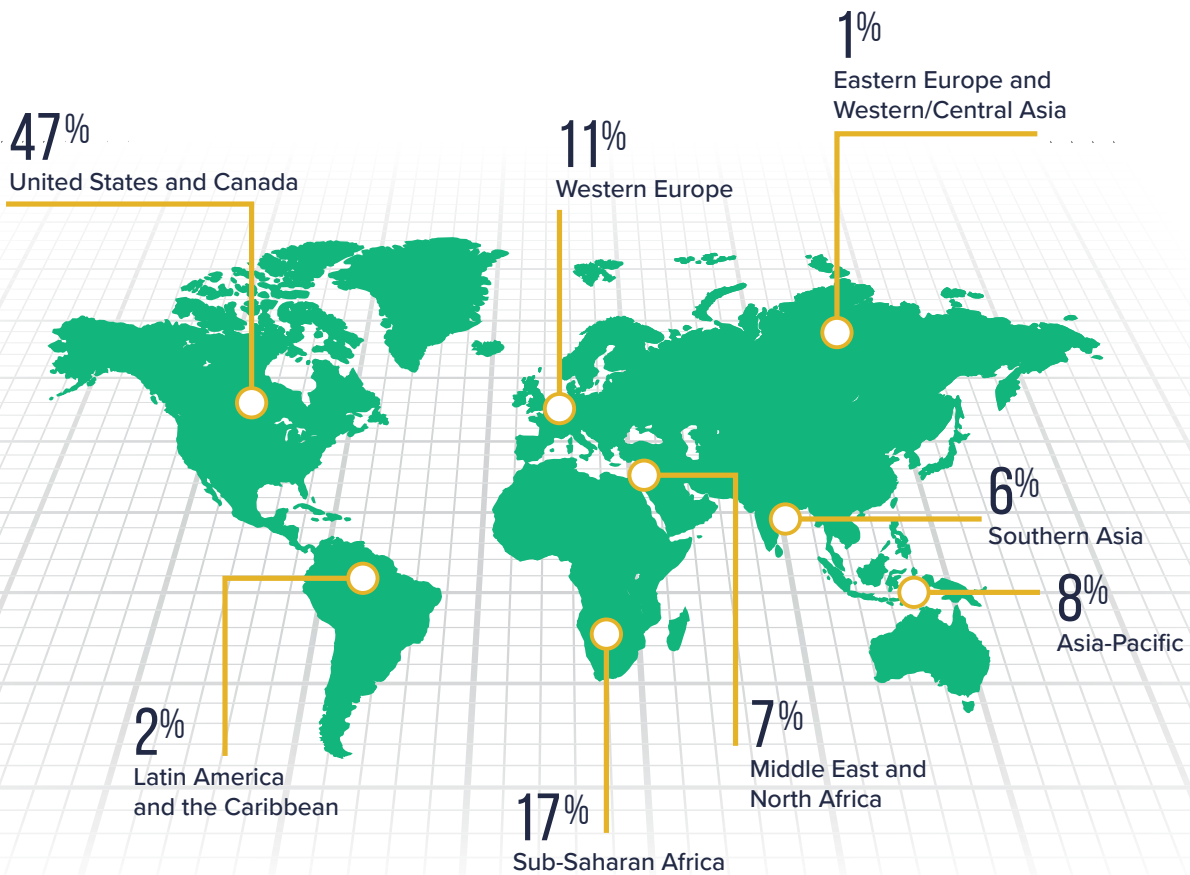 1%
Eastern Europe and
Western/Central Asia
47%
United States and Canada
11%
Western Europe
6%
Southern Asia
8%
Asia-Pacific
7%
Middle East and
North Africa
2%
Latin America
and the Caribbean
17%
Sub-Saharan Africa